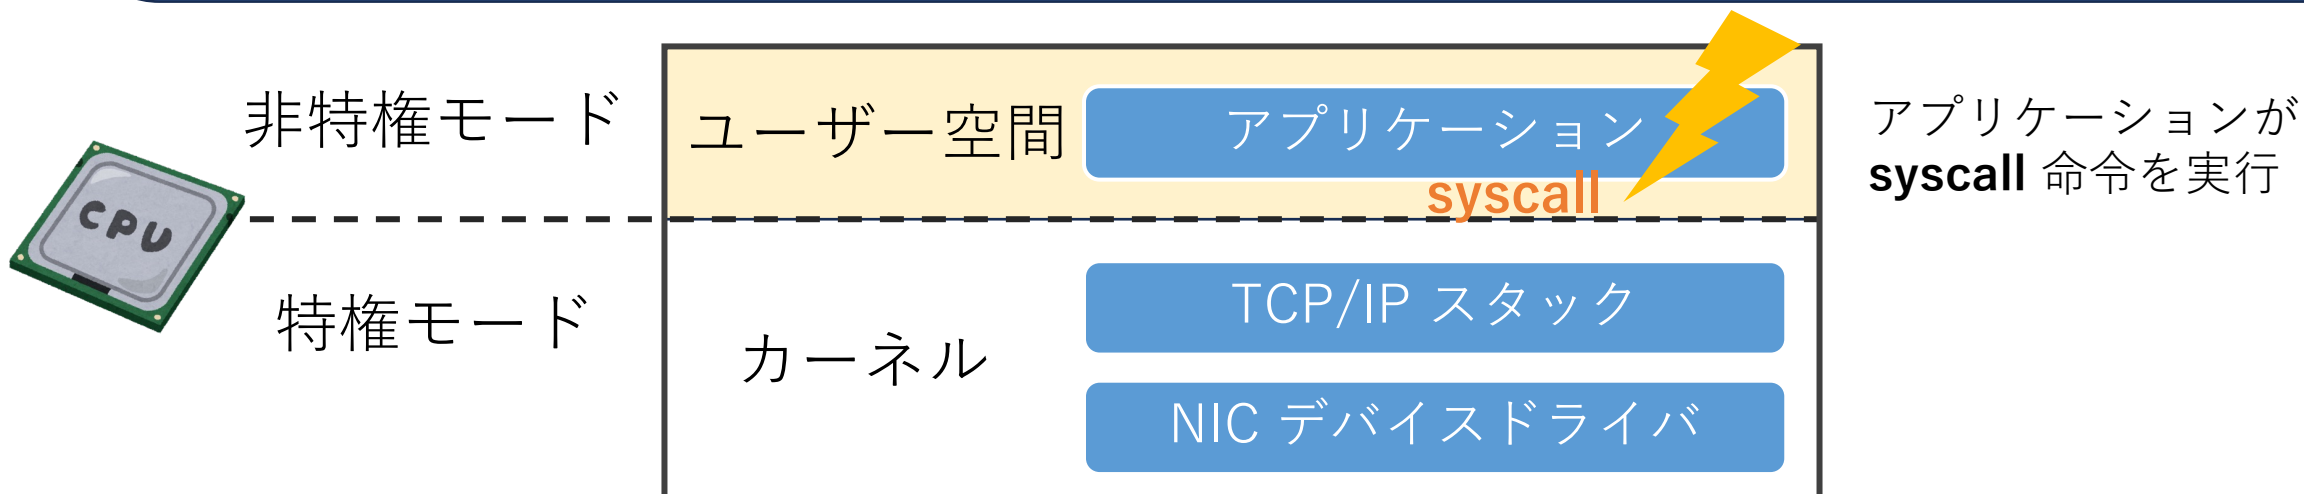 非特権モード
ユーザー空間
アプリケーション
syscall
アプリケーションが
syscall 命令を実行
CPU
特権モード
カーネル
TCP/IP スタック
NIC デバイスドライバ